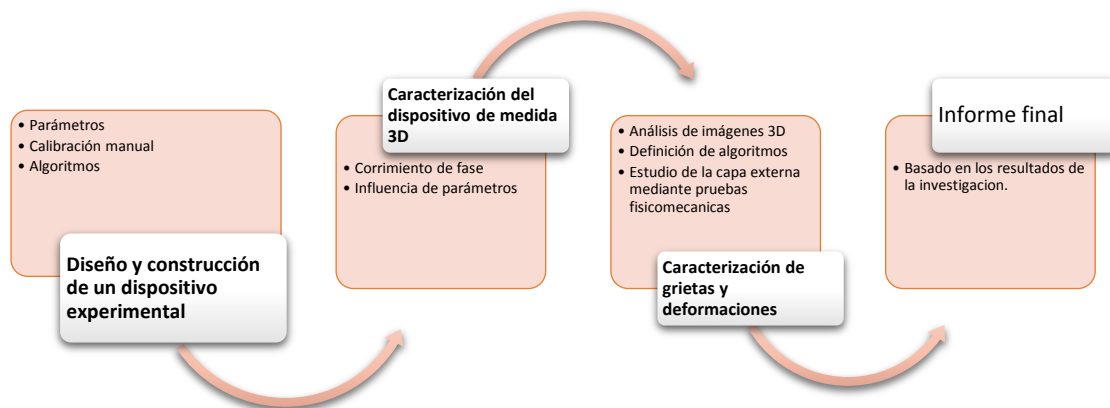 • Parámetros
• Calibración manual
• Algoritmos
Diseño y construcción
de un dispositivo
experimental
Caracterización del
dispositivo de medida
3D
• Corrimiento de fase
• Influencia de parámetros
• Análisis de imágenes 3D
• Definición de algoritmos
• Estudio de la capa externa
mediante pruebas
fisicomecanicas
Caracterización de
grietas y
deformaciones
Informe final
• Basado en los resultados de
la investigacion.